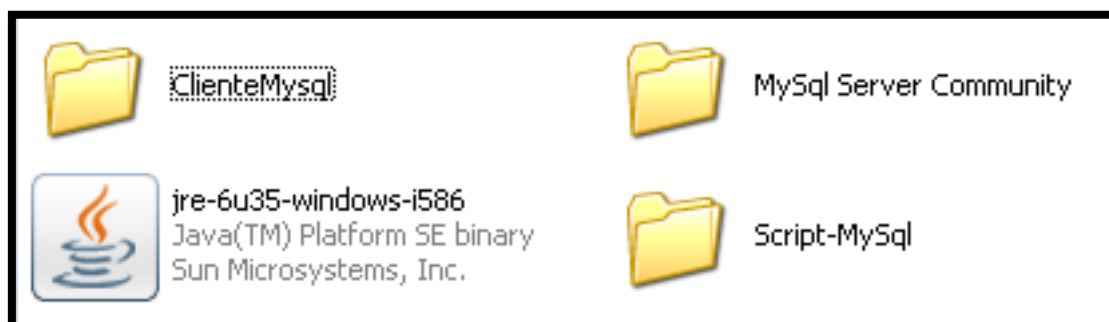 ClienteMysql
MySql Server Community
jre-6u35-windows-i586
Java(TM) Platform SE binary
Sun Microsystems, Inc.
Script-MySql